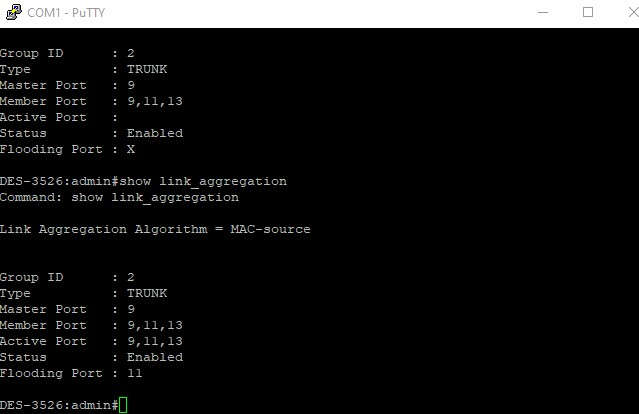 COM1 - PuTTY
Group ID : 2
Type : TRUNK
Master Port : 9
Member Port : 9,11,13
Active Port :
Status : Enabled
Flooding Port : X
DES-3526:admin#show link_aggregation
Command: show link_aggregation
Link Aggregation Algorithm = MAC-source
Group ID : 2
Type : TRUNK
Master Port : 9
Member Port : 9,11,13
Active Port : 9,11,13
Status : Enabled
Flooding Port : 11
DES-3526:admin#